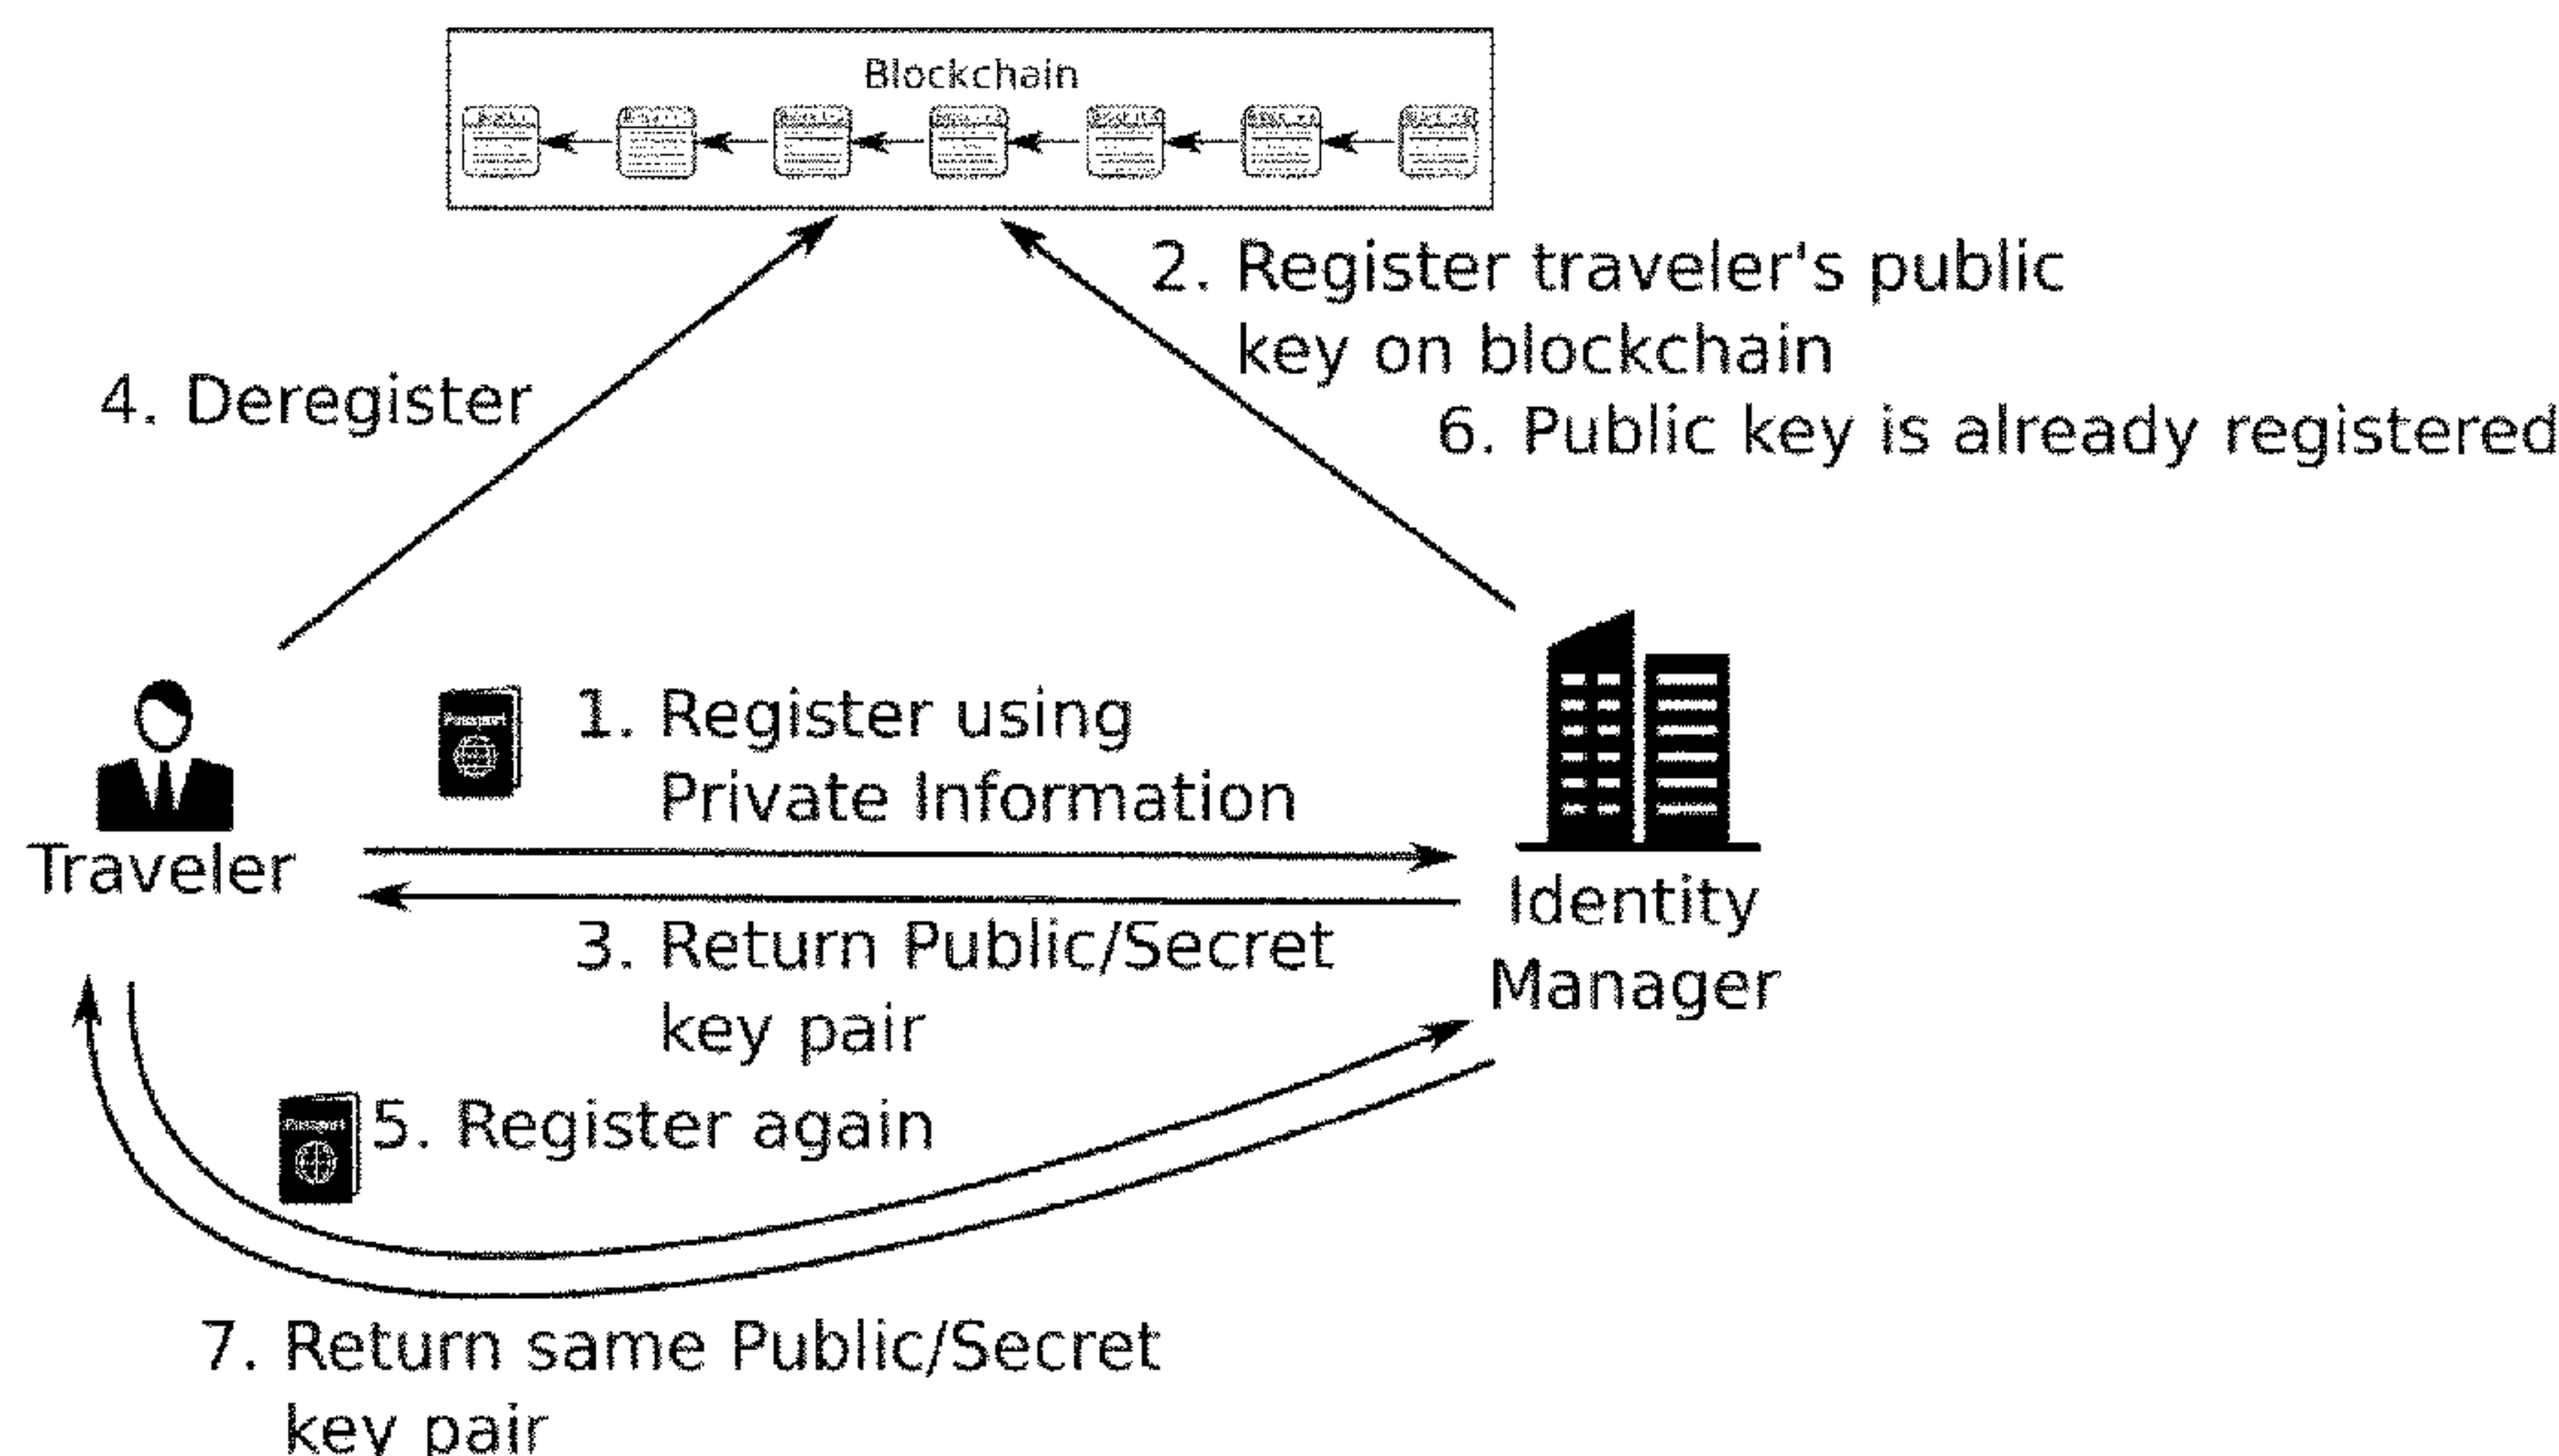 Blockchain
2. Register traveler's public
key on blockchain
4. Deregister
6. Public key is already registered
Passport
1. Register using
Private Information
Traveler
Identity
Manager
3. Return Public/Secret
key pair
Passport
5. Register again
7. Return same Public/Secret
key pair